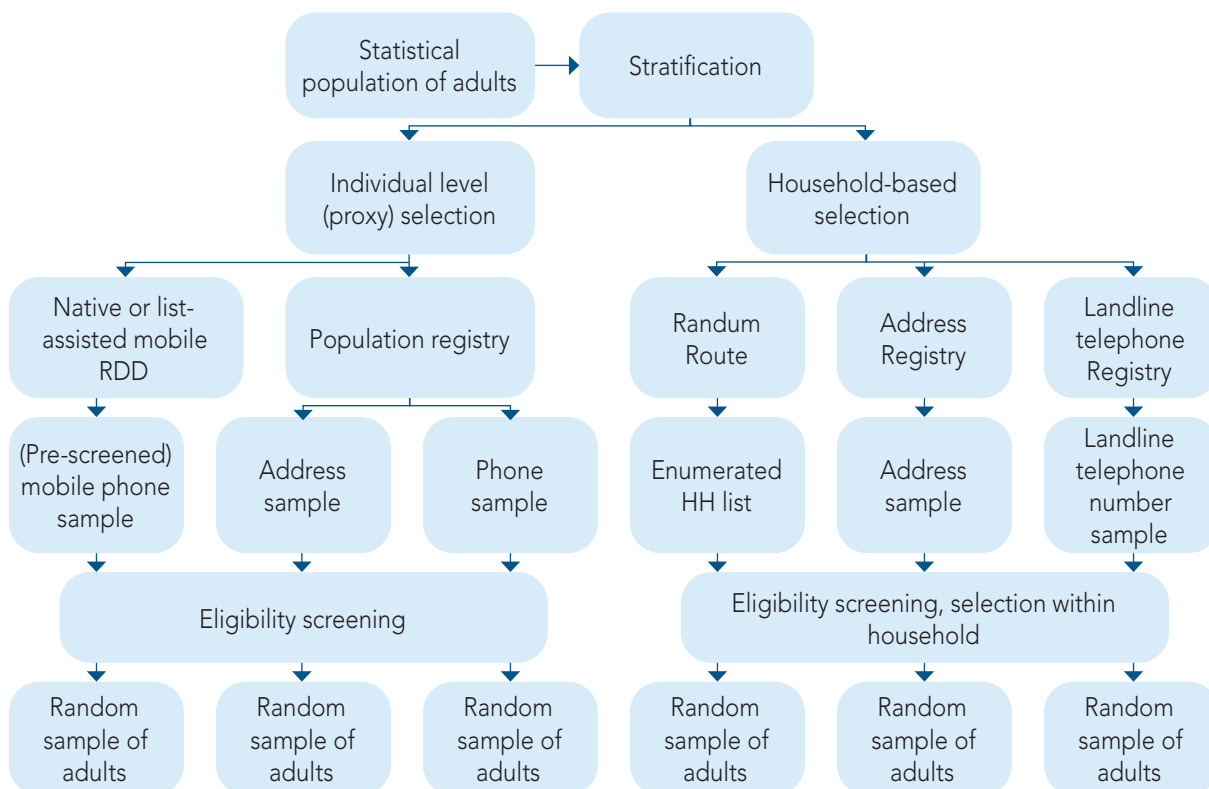 Statistical
population of adults
Stratification
Individual level
(proxy) selection
Household-based
selection
Native or list-
assisted mobile
RDD
Population registry
Randum
Route
Address
Registry
Landline
telephone
Registry
(Pre-screened)
mobile phone
sample
Address
sample
Phone
sample
Enumerated
HH list
Address
sample
Landline
telephone
number
sample
Eligibility screening
Eligibility screening, selection within
household
Random
sample of
adults
Random
sample of
adults
Random
sample of
adults
Random
sample of
adults
Random
sample of
adults
Random
sample of
adults